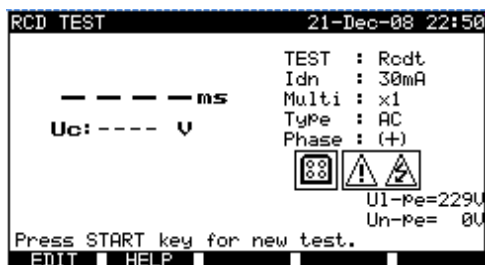 RCD TEST 21-Dec-08 22:50
TEST : Rcdt
Idn : 30mA
Multi : x1
Type : AC
Phase : (+)
----ms
Uc:---- V
Ul-pe=229V
Un-pe= 0V
Press START key for new test.
EDIT HELP